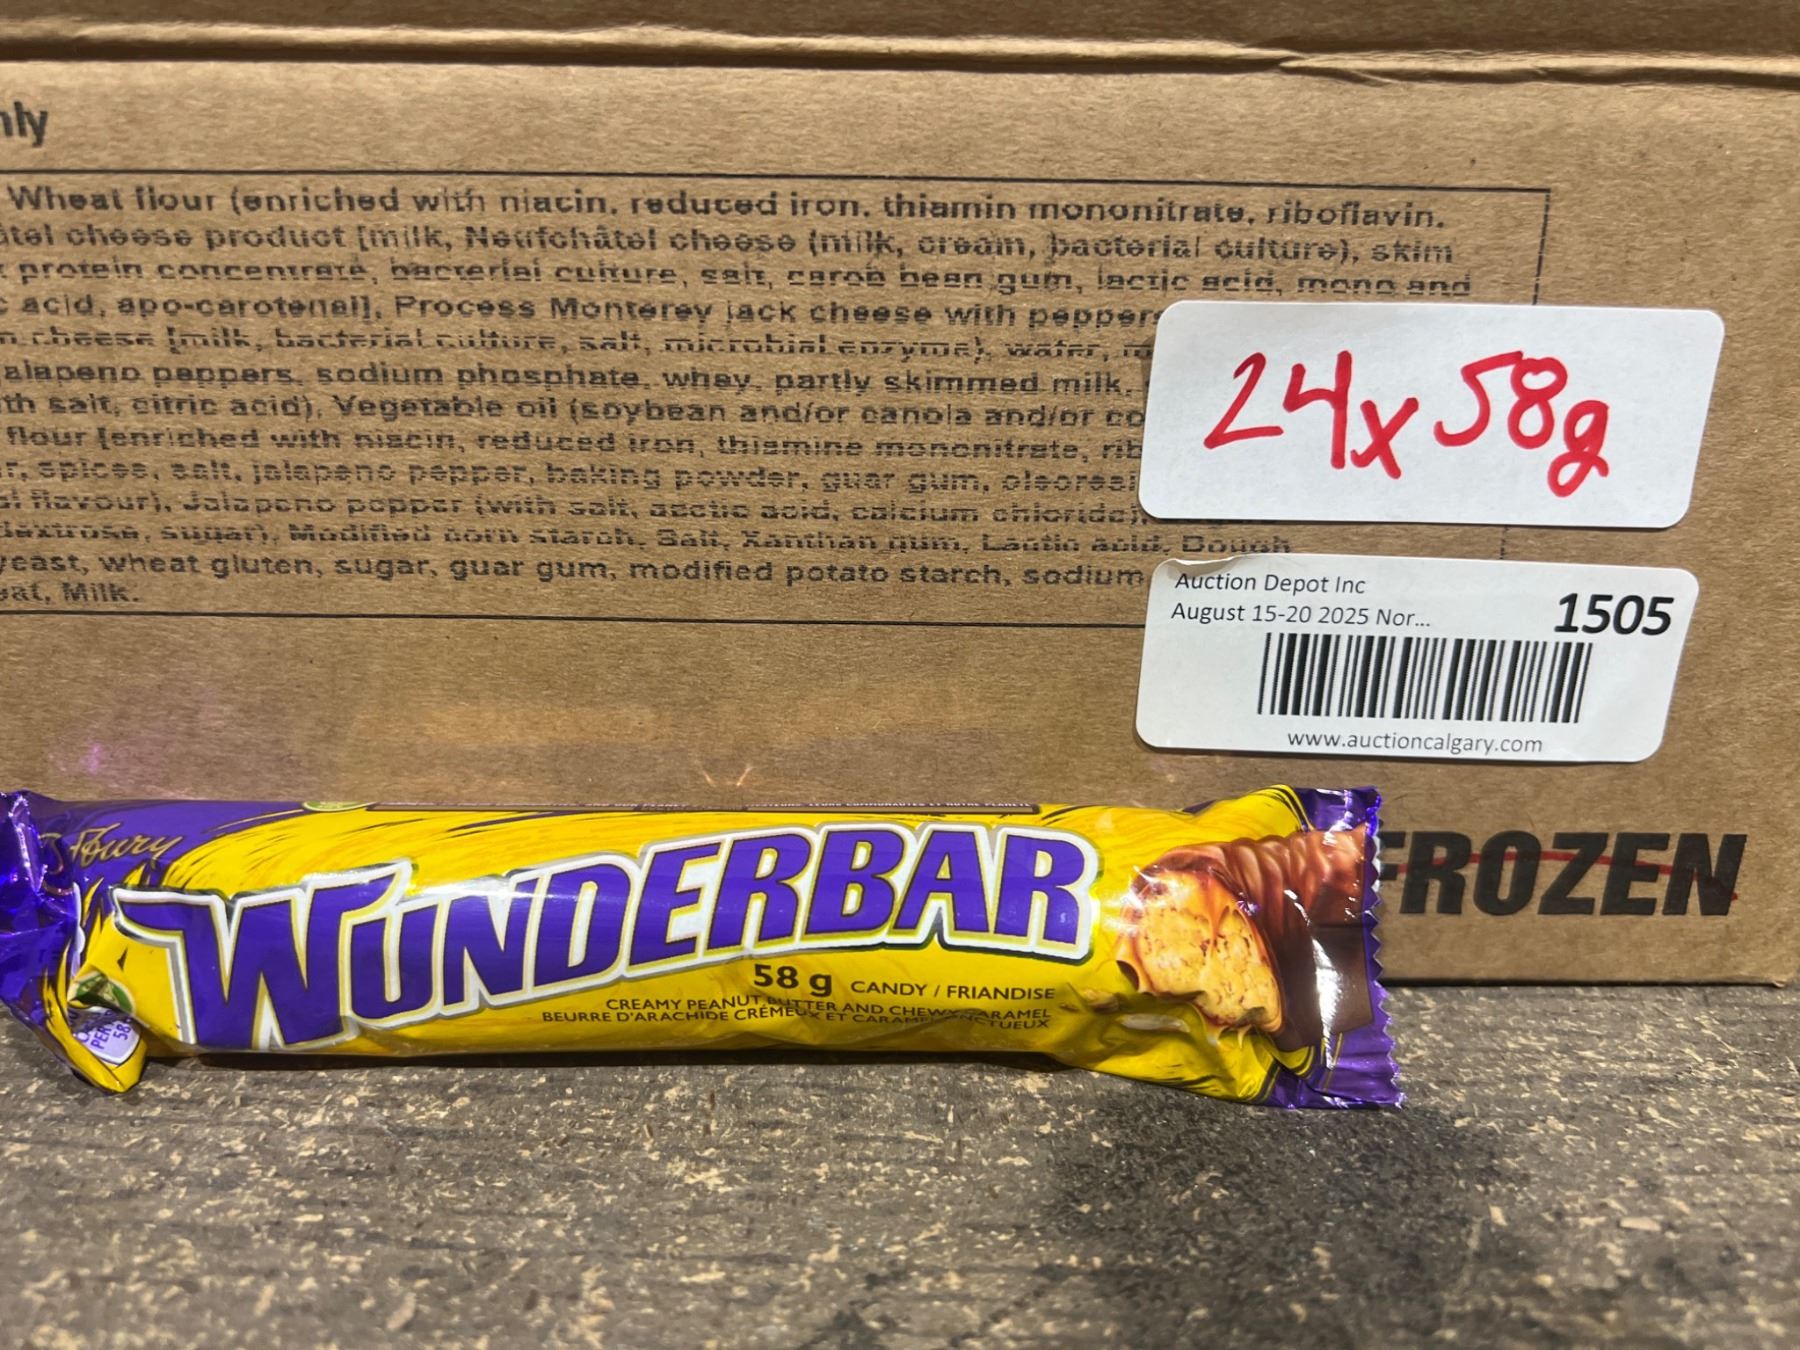 Wheat flour (enriched with niacin, reduced iron, thiamin mononitrate, riboflavin,
cheese product [milk, Neufchâtel cheese (milk, cream, bacterial culture), skim
protein concentrate, bacterial culture, salt, carob bean gum, lactic acid, mono and
acid, apo-carotenal], Process Monterey jack cheese with peppers
cheese [milk, bacterial culture, salt, microbial enzyme], water,
peppers, sodium phosphate, whey, partly skimmed milk,
salt, citric acid), Vegetable oil (soybean and/or canola and/or
flour [enriched with niacin, reduced iron, thiamine mononitrate,
spices, salt, jalapeno pepper, baking powder, guar gum,
flavour), Jalapeno pepper (with salt, acetic acid, calcium chloride),
sugar), Modified corn starch, Salt, Xanthan gum, Lactic acid, Dough
yeast, wheat gluten, sugar, guar gum, modified potato starch, sodium
Milk.
24x58g
Auction Depot Inc
August 15-20 2025 Nor...
1505
www.auctioncalgary.com
FROZEN
WUNDERBAR
58 g CANDY / FRIANDISE
CREAMY PEANUT BUTTER AND CHEWY CARAMEL
BEURRE D'ARACHIDE CRÉMEUX ET CARAMEL ONCTUEUX